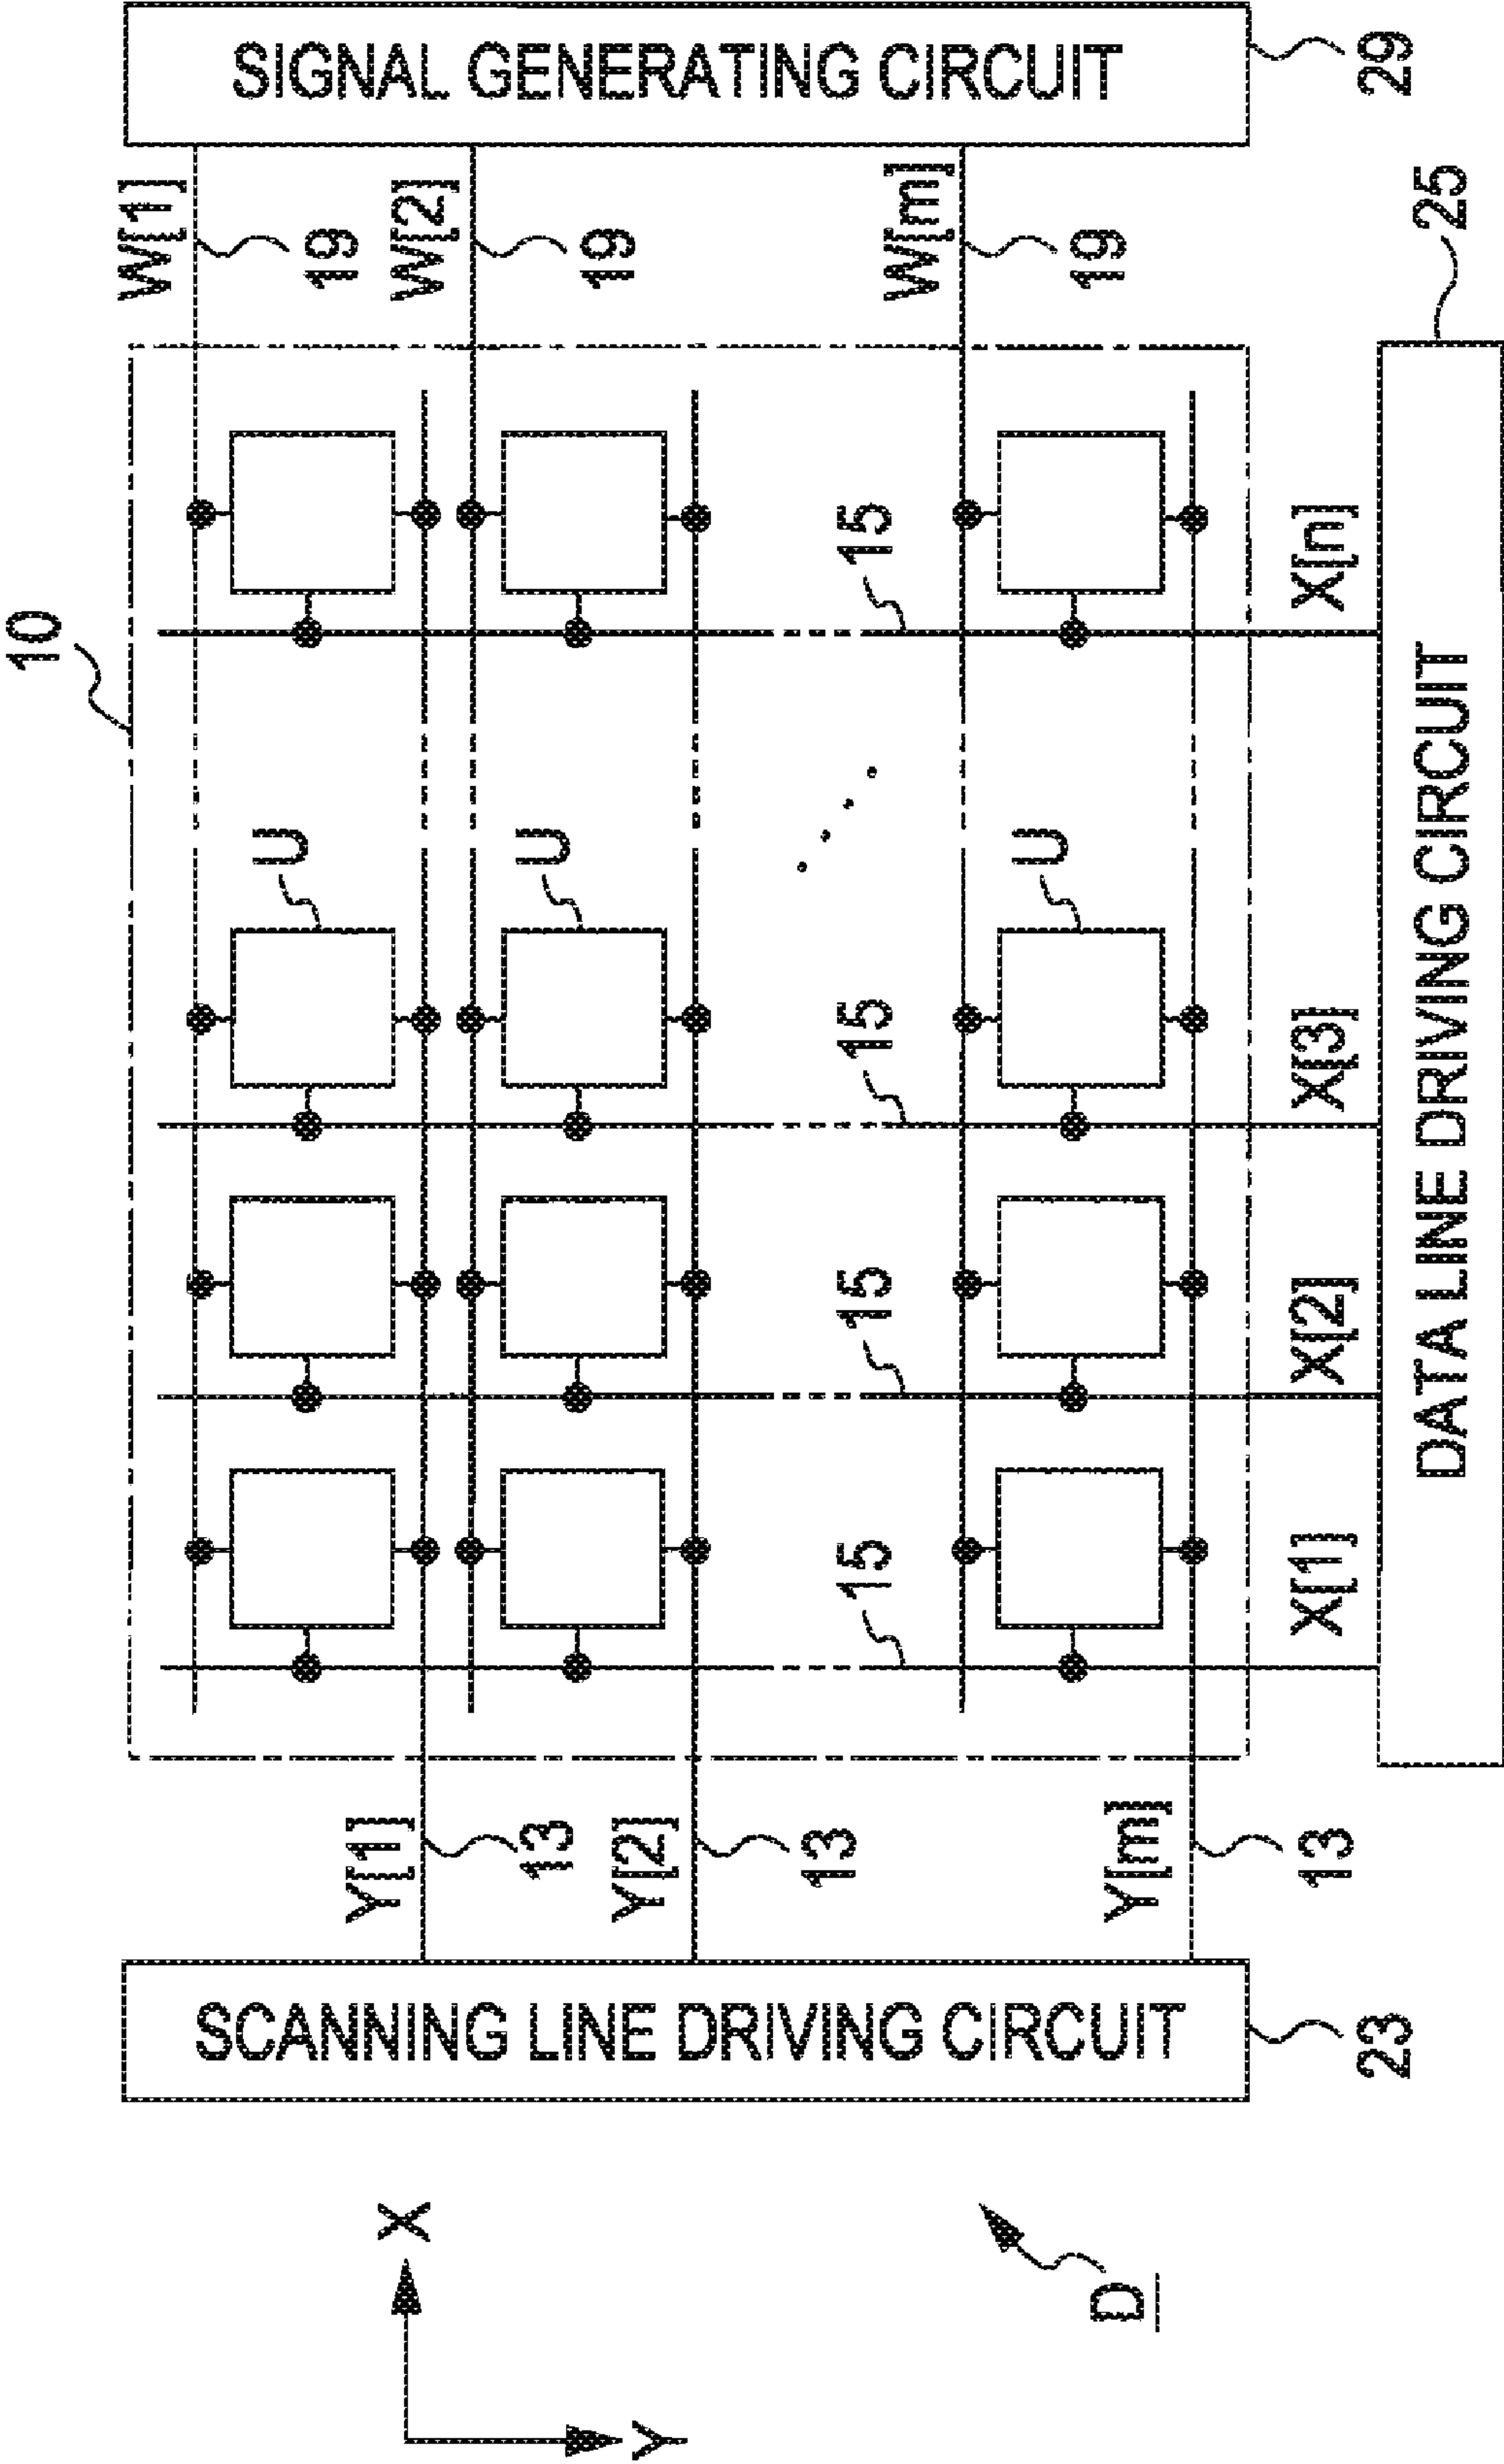 10
W[1]
19
W[2]
19
W[m]
19
SIGNAL GENERATING CIRCUIT
29
U
U
U
15
15
15
15
Y[1]
13
Y[2]
13
Y[m]
13
SCANNING LINE DRIVING CIRCUIT
23
X[1]
X[2]
X[3]
X[n]
DATA LINE DRIVING CIRCUIT
25
X
Y
D